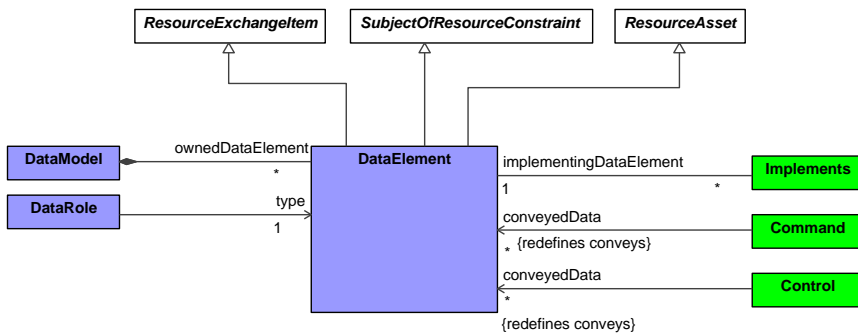 ResourceExchangeItem
SubjectOfResourceConstraint
ResourceAsset
DataModel
ownedDataElement
*
DataElement
implementingDataElement
1
*
Implements
DataRole
type
1
conveyedData
*
{redefines conveys}
Command
conveyedData
*
{redefines conveys}
Control